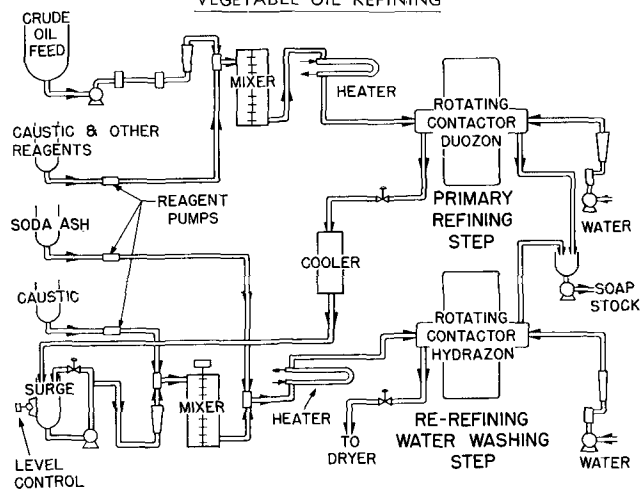 VEGETABLE OIL REFINING
CRUDE
OIL
FEED
MIXER
HEATER
ROTATING
CONTACTOR
DUOZON
CAUSTIC & OTHER
REAGENTS
REAGENT
PUMPS
PRIMARY
REFINING
STEP
WATER
SODA ASH
COOLER
SOAP
STOCK
CAUSTIC
ROTATING
CONTACTOR
HYDRAZON
SURGE
MIXER
HEATER
TO
DRYER
RE-REFINING
WATER WASHING
STEP
WATER
LEVEL
CONTROL